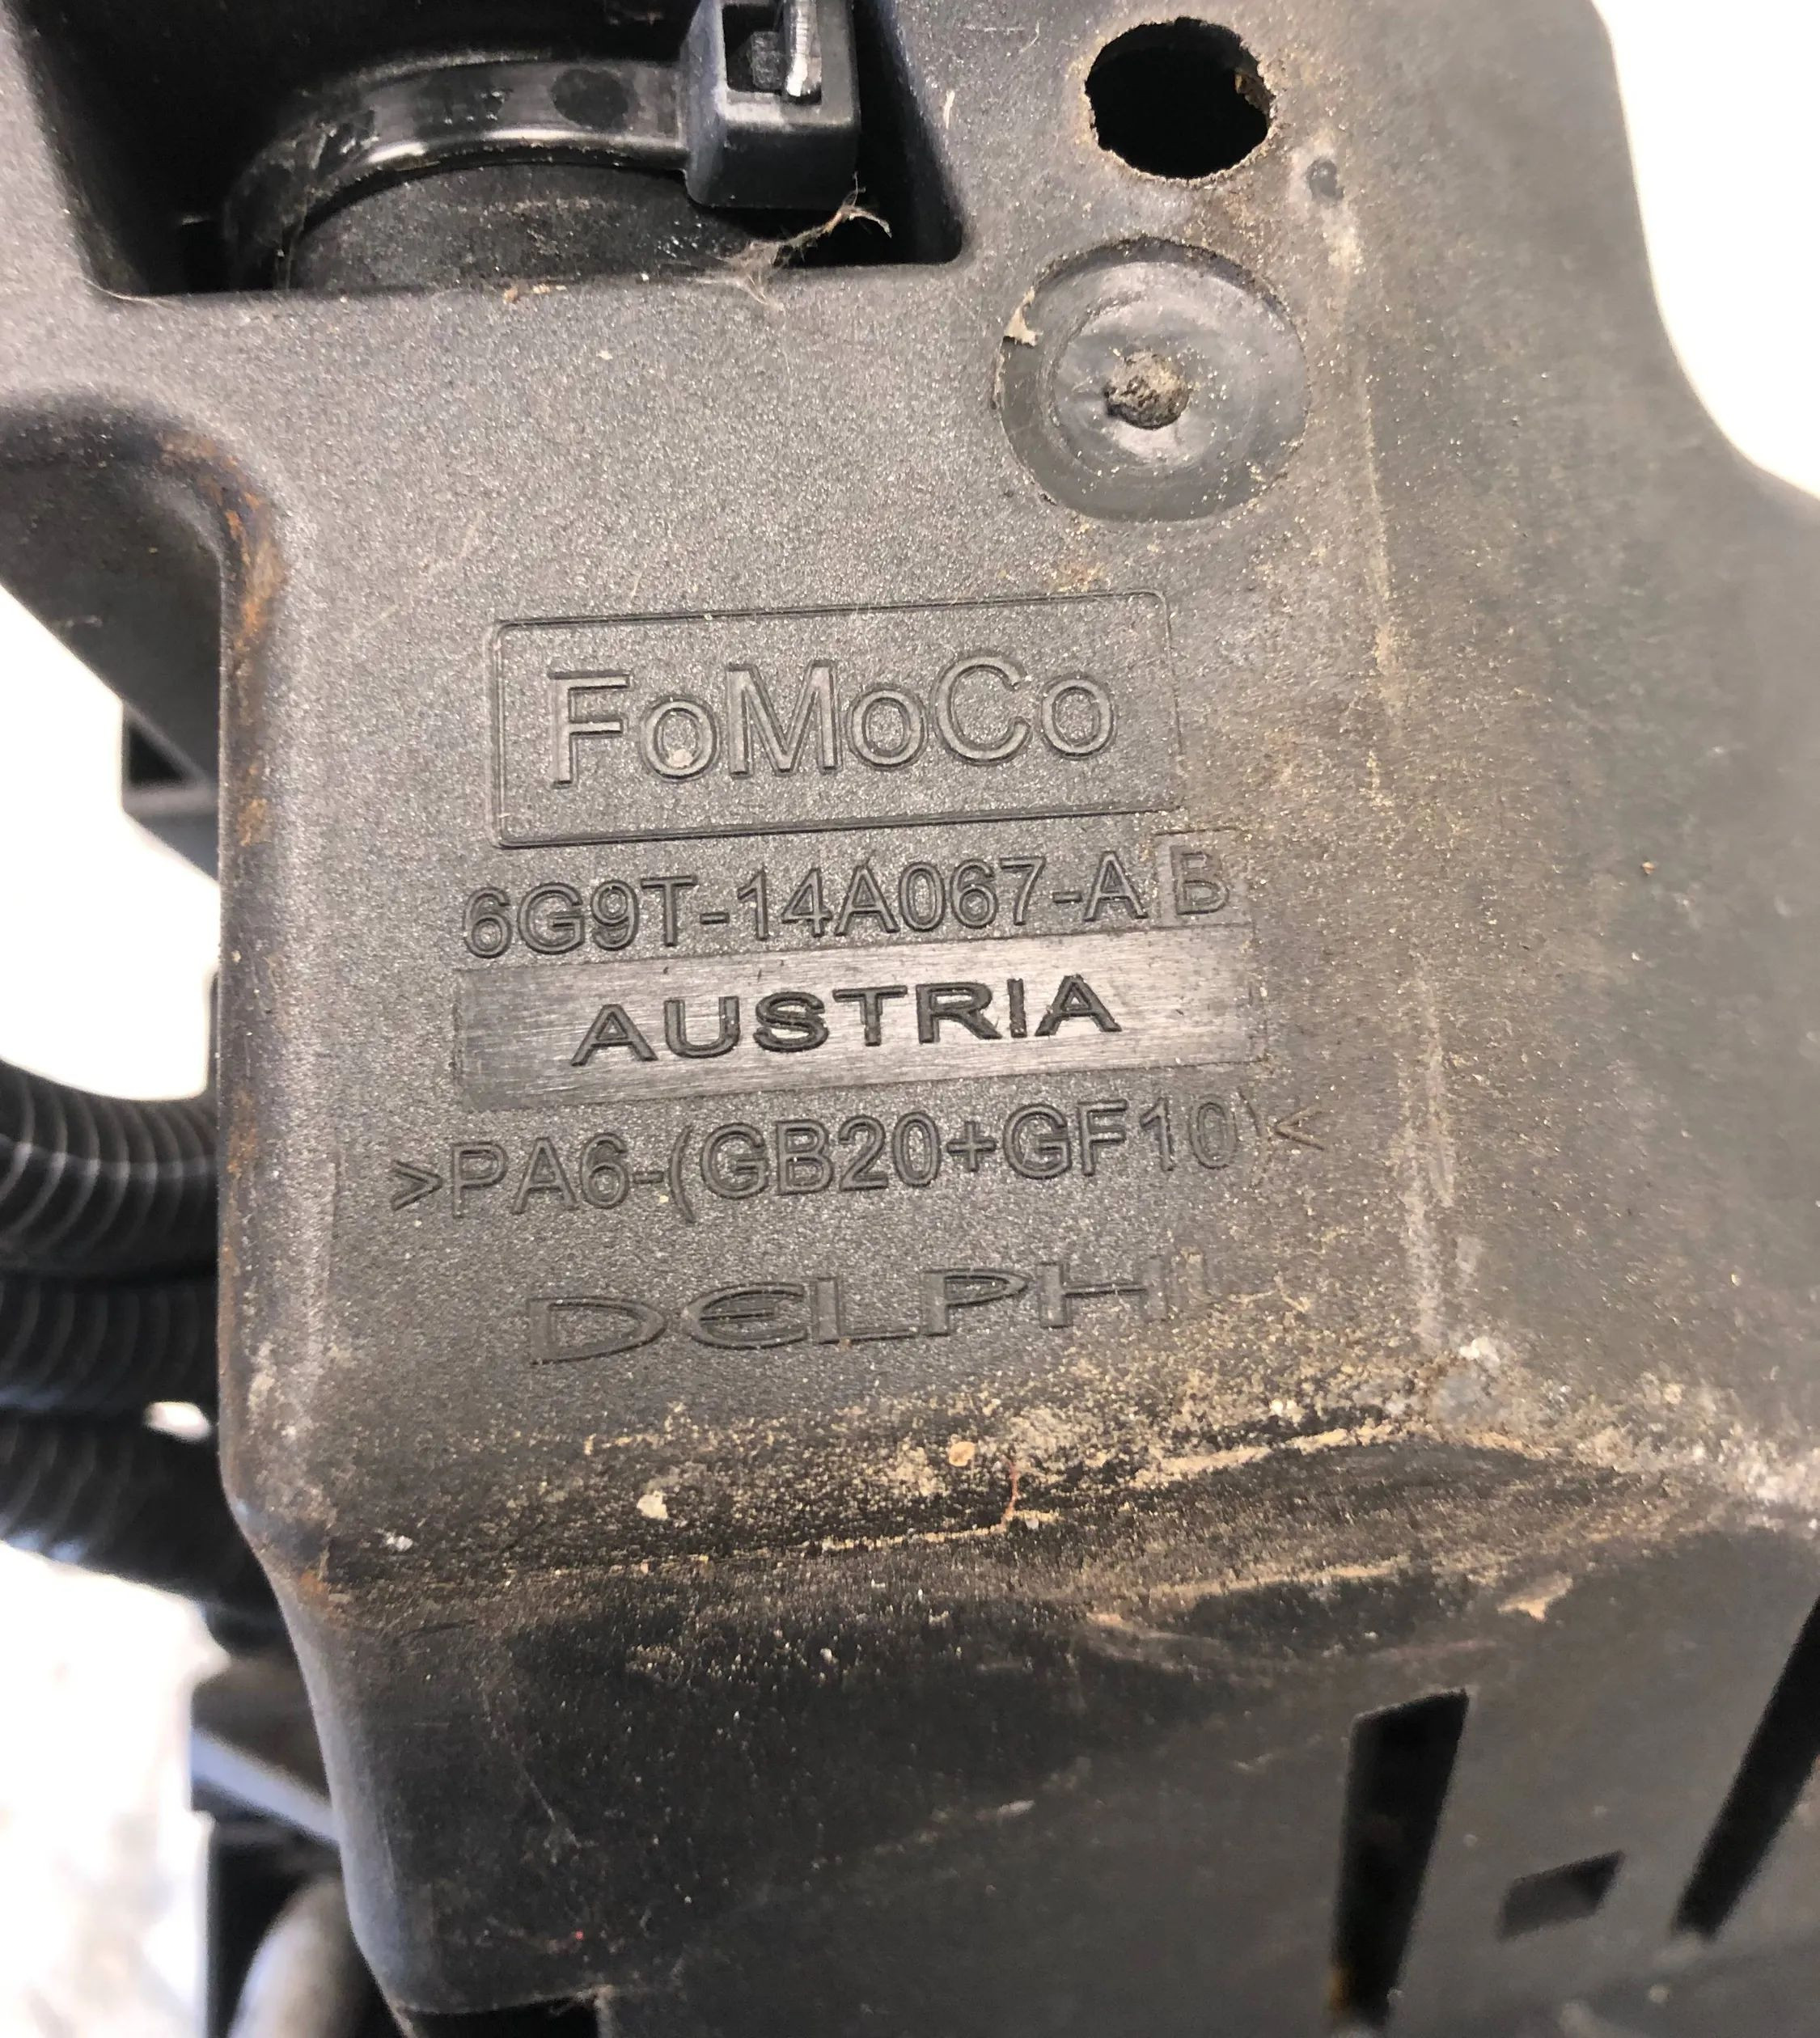 FoMoCo
6G9T-14A067-AB
AUSTRIA
>PA6-(GB20+GF10)<
DELPHI